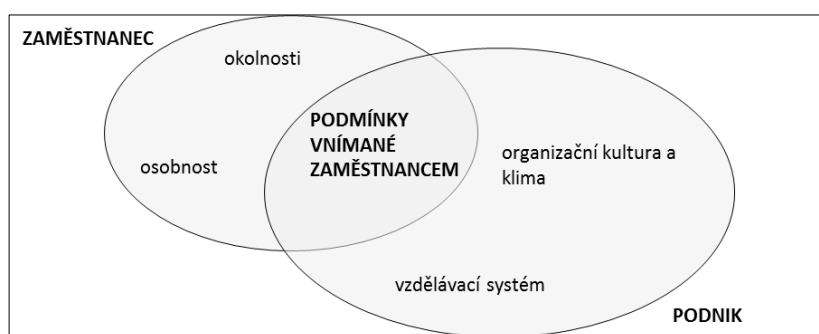 ZAMĚSTNANEC
okolnosti
osobnost
PODMÍNKY
VNÍMANÉ
ZAMĚSTNANCEM
organizační kultura a
klima
vzdělávací systém
PODNIK